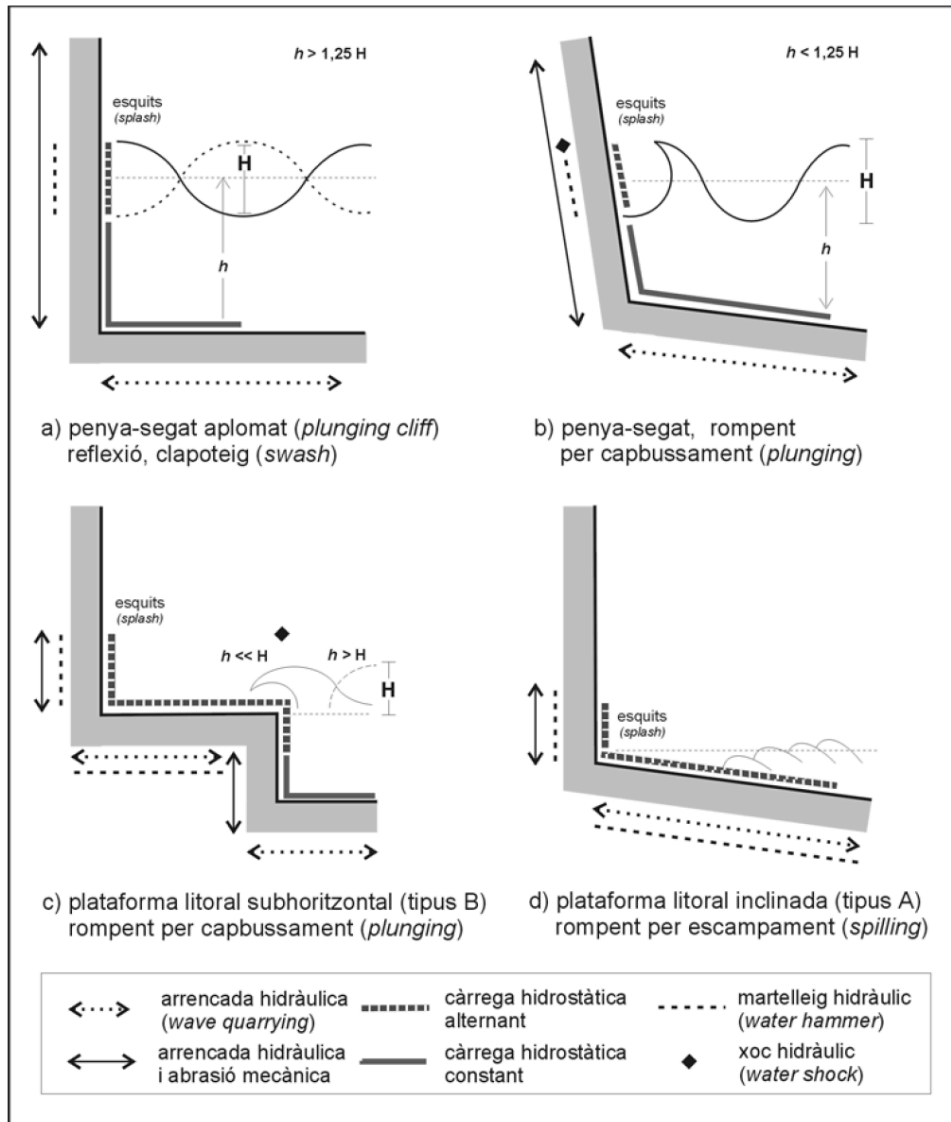 h > 1,25 H
esquits
(splash)
H
h
a) penya-segat aplomat (plunging cliff)
reflexió, clapoteig (swash)
h < 1,25 H
esquits
(splash)
H
h
b) penya-segat, rompent
per capbussament (plunging)
esquits
(splash)
h << H
h > H
H
c) plataforma litoral subhoritzontal (tipus B)
rompent per capbussament (plunging)
esquits
(splash)
d) plataforma litoral inclinada (tipus A)
rompent per escampament (spilling)
arrencada hidràulica
(wave quarrying)
arrencada hidràulica
i abrasió mecànica
càrrega hidrostàtica
alternant
càrrega hidrostàtica
constant
martelleig hidràulic
(water hammer)
xoc hidràulic
(water shock)